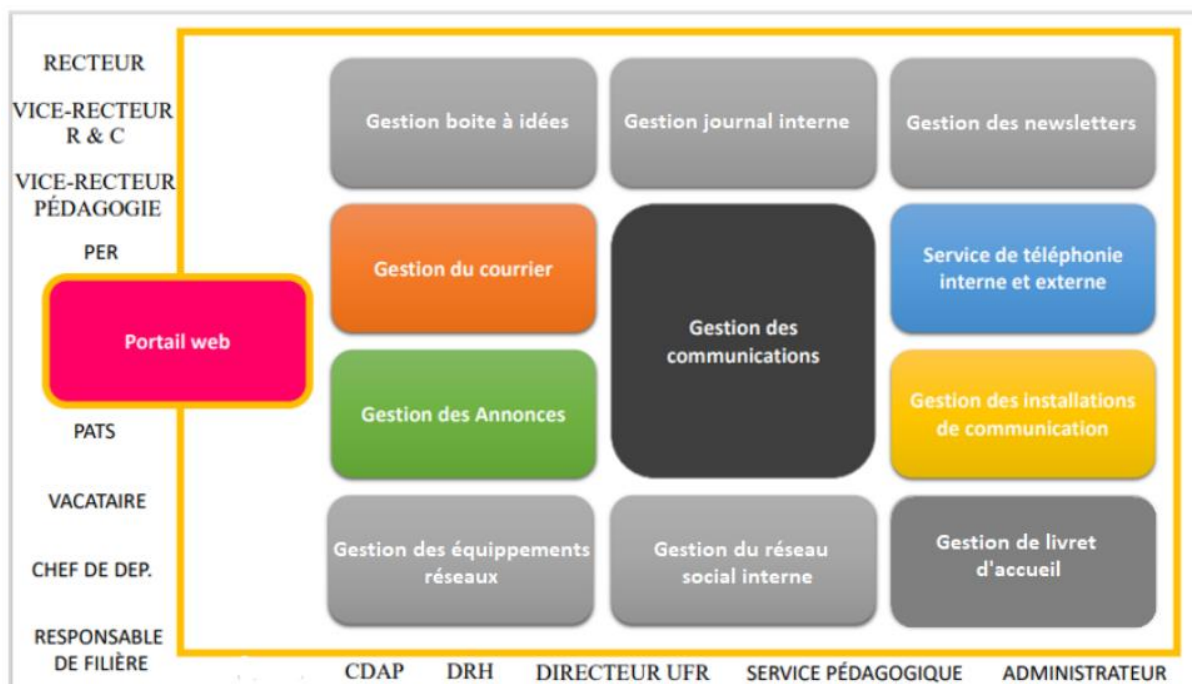 RECTEUR
VICE-RECTEUR
R & C
VICE-RECTEUR
PÉDAGOGIE
PER
Portail web
PATS
VACATAIRE
CHEF DE DEP.
RESPONSABLE
DE FILIÈRE
Gestion boite à idées
Gestion journal interne
Gestion des newsletters
Gestion du courrier
Gestion des
communications
Service de téléphonie
interne et externe
Gestion des Annonces
Gestion des installations
de communication
Gestion des équippements
réseaux
Gestion du réseau
social interne
Gestion de livret
d'accueil
CDAP
DRH
DIRECTEUR UFR
SERVICE PÉDAGOGIQUE
ADMINISTRATEUR